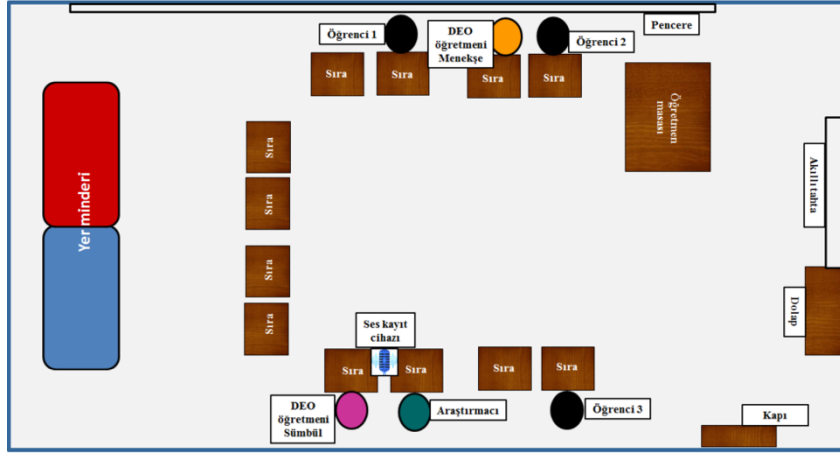 Öğrenci 1
DEO
öğretmeni
Menekşe
Öğrenci 2
Pencere
Sıra
Sıra
Sıra
Sıra
Öğretmen
masası
Sıra
Sıra
Sıra
Sıra
Yer minderi
Akıllı tahta
Dolap
Ses kayıt
cihazı
Sıra
Sıra
Sıra
Sıra
DEO
öğretmeni
Sümbül
Araştırmacı
Öğrenci 3
Kapı